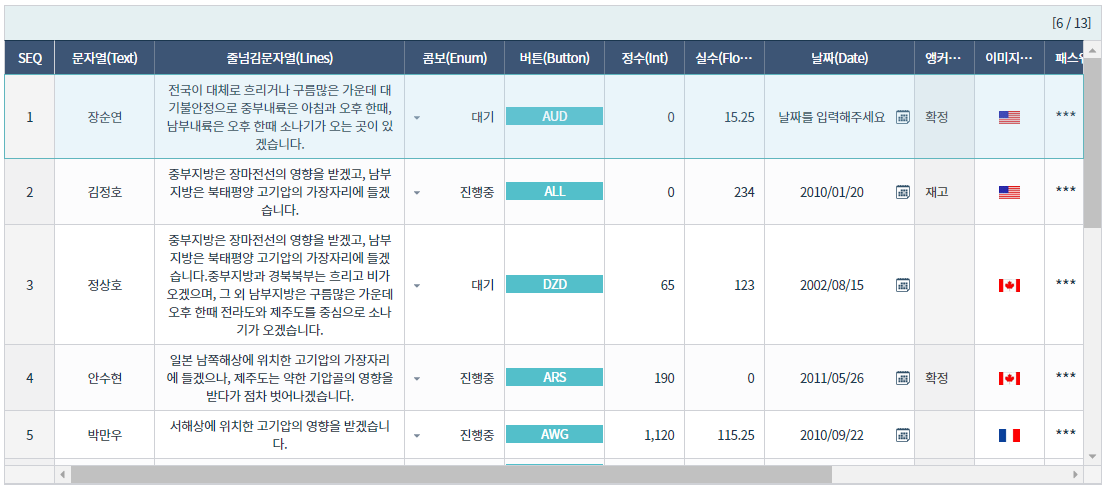 [6 / 13]
SEQ 문자열(Text) 줄넘김문자열(Lines) 콤보(Enum) 버튼(Button) 정수(Int) 실수(Flo··· 날짜(Date) 앵커··· 이미지··· 패스
전국이 대체로 흐리거나 구름많은 가운데 대
기불안정으로 중부내륙은 아침과 오후 한때,
남부내륙은 오후 한때 소나기가 오는 곳이 있
겠습니다.
1 장순연 대기 AUD 0 15.25 날짜를 입력해주세요 확정 ***
중부지방은 장마전선의 영향을 받겠고, 남부
지방은 북태평양 고기압의 가장자리에 들겠
습니다.
2 김정호 진행중 ALL 0 234 2010/01/20 재고 ***
중부지방은 장마전선의 영향을 받겠고, 남부
지방은 북태평양 고기압의 가장자리에 들겠
습니다.중부지방과 경북북부는 흐리고 비가
오겠으며, 그 외 남부지방은 구름많은 가운데
오후 한때 전라도와 제주도를 중심으로 소나
기가 오겠습니다.
3 정상호 대기 DZD 65 123 2002/08/15 ***
일본 남쪽해상에 위치한 고기압의 가장자리
에 들겠으나, 제주도는 약한 기압골의 영향을
받다가 점차 벗어나겠습니다.
4 안수현 진행중 ARS 190 0 2011/05/26 확정 ***
서해상에 위치한 고기압의 영향을 받겠습니
다.
5 박만우 진행중 AWG 1,120 115.25 2010/09/22 ***